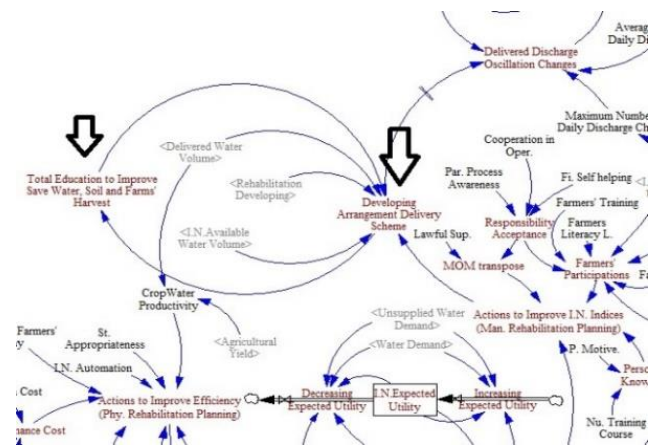 Averag
Daily Di
Delivered Discharge
Oscillation Changes
Maximum Numbe
Daily Discharge Ch
Cooperation in
Oper.
<Delivered Water
Volume>
Total Education to Improve
Save Water, Soil and Farms'
Harvest
<Rehabilitation
Developing>
Par. Process
Awareness
Fi. Self helping
Farmers' Training
Developing
Arrangement Delivery
Scheme
Responsibility
Acceptance
Farmers
Literacy L.
<I.N.Available
Water Volume>
Lawful Sup.
MOM transpose
Farmers'
Participations
CropWater
Productivity
<Unsupplied Water
Demand>
Actions to Improve I.N. Indices
(Man. Rehabilitation Planning)
Farmers'
St.
Appropriateness
<Agricultural
Yield>
<Water Demand>
P. Motive.
I.N. Automation
Perso
Know
Cost
Actions to Improve Efficiency
(Phy. Rehabilitation Planning)
Decreasing
Expected Utility
I.N.Expected
Utility
Increasing
Expected Utility
nance Cost
Nu. Training
Course